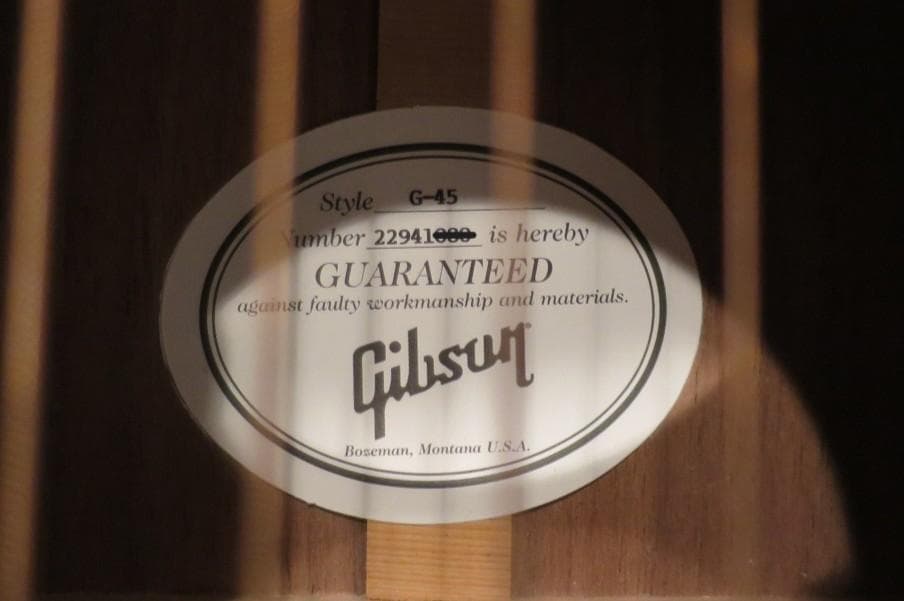 Style G-45
Number 22941 is hereby
GUARANTEED
against faulty workmanship and materials.
Gibson
Bozeman, Montana U.S.A.